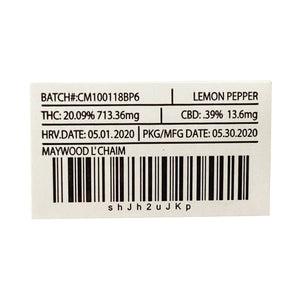 BATCH#:CM100118BP6 | LEMON PEPPER
THC: 20.09% 713.36mg | CBD: .39% 13.6mg
HRV.DATE: 05.01.2020 | PKG/MFG DATE: 05.30.2020
MAYWOOD L'CHAIM
shJh2uJKp